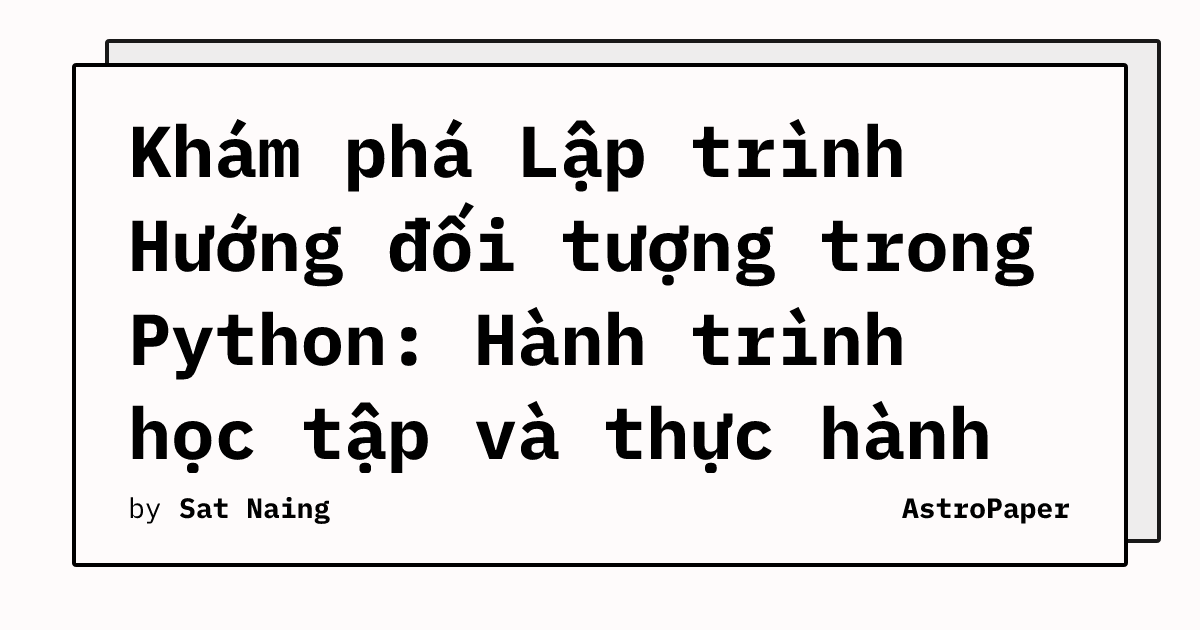 Khám phá Lập trình
Hướng đối tượng trong
Python: Hành trình
học tập và thực hành
by Sat Naing
AstroPaper